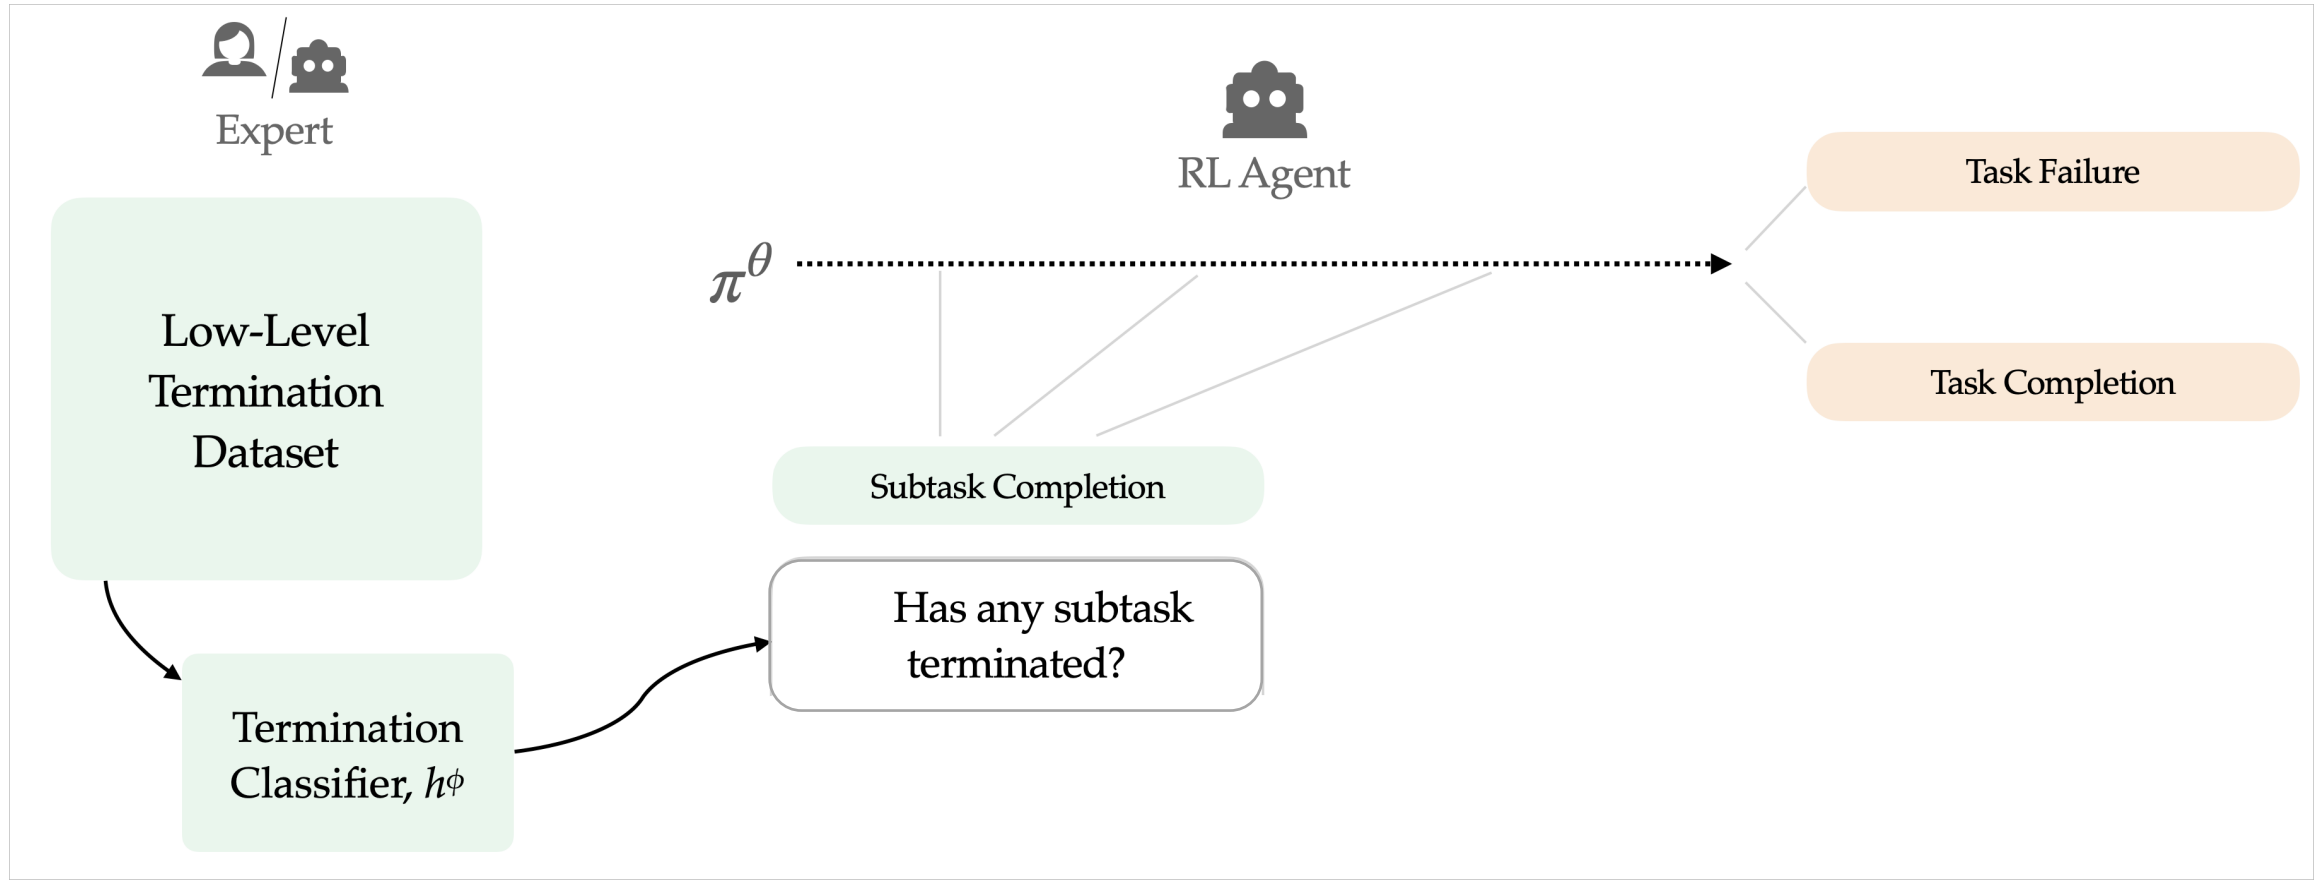 Expert
Low-Level
Termination
Dataset
Termination
Classifier, h^ϕ
RL Agent
π^θ
Subtask Completion
Has any subtask
terminated?
Task Failure
Task Completion